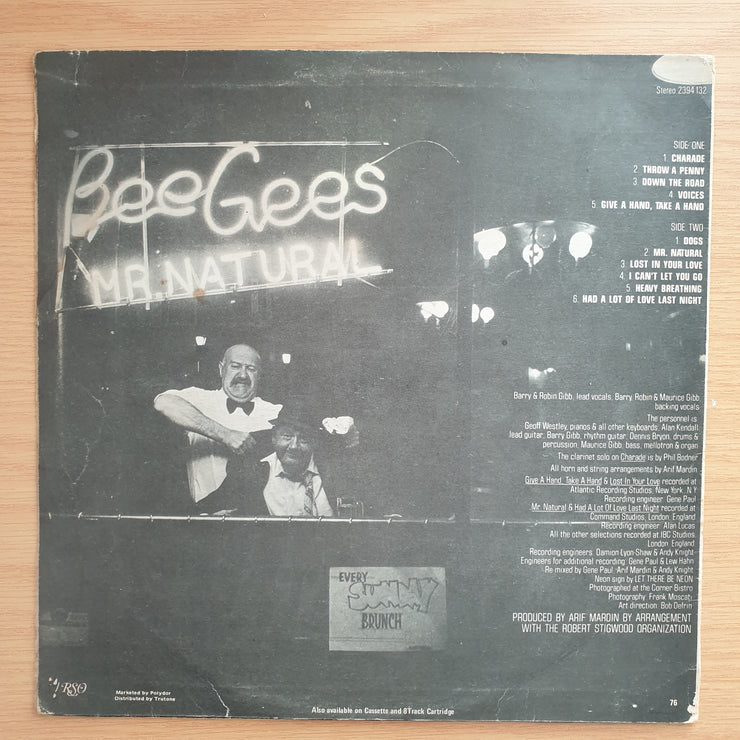 Stereo 2394 132
BeeGees
MR. NATURAL
SIDE ONE
1. CHARADE
2. THROW A PENNY
3. DOWN THE ROAD
4. VOICES
5. GIVE A HAND, TAKE A HAND
SIDE TWO
1. DOGS
2. MR. NATURAL
3. LOST IN YOUR LOVE
4. I CAN'T LET YOU GO
5. HEAVY BREATHING
6. HAD A LOT OF LOVE LAST NIGHT
Barry & Robin Gibb, lead vocals, Barry, Robin & Maurice Gibb
backing vocals
The personnel is:
Geoff Westley, pianos & all other keyboards, Alan Kendall,
lead guitar, Barry Gibb, rhythm guitar, Dennis Bryon, drums &
percussion, Maurice Gibb, bass, mellotron & organ
The clarinet solo on Charade is by Phil Bodner
All horn and string arrangements by Arif Mardin
Give A Hand, Take A Hand & Lost In Your Love recorded at
Atlantic Recording Studios, New York, N.Y.
Recording engineer: Gene Paul
Mr. Natural & Had A Lot Of Love Last Night recorded at
Command Studios, London, England
Recording engineer: Alan Lucas
All the other selections recorded at IBC Studios,
London, England
Recording engineers: Damion Lyon-Shaw & Andy Knight
Engineers for additional recording: Gene Paul & Lew Hahn
Re-mixed by Gene Paul, Arif Mardin & Andy Knight
Neon sign by LET THERE BE NEON
Photographed at the Corner Bistro
Photography: Frank Moscati
Art direction: Bob Defrin
PRODUCED BY ARIF MARDIN BY ARRANGEMENT
WITH THE ROBERT STIGWOOD ORGANIZATION
EVERY
SUNDAY
BRUNCH
RSO
Marketed by Polydor
Distributed by Trutone
Also available on Cassette and 8 Track Cartridge
76